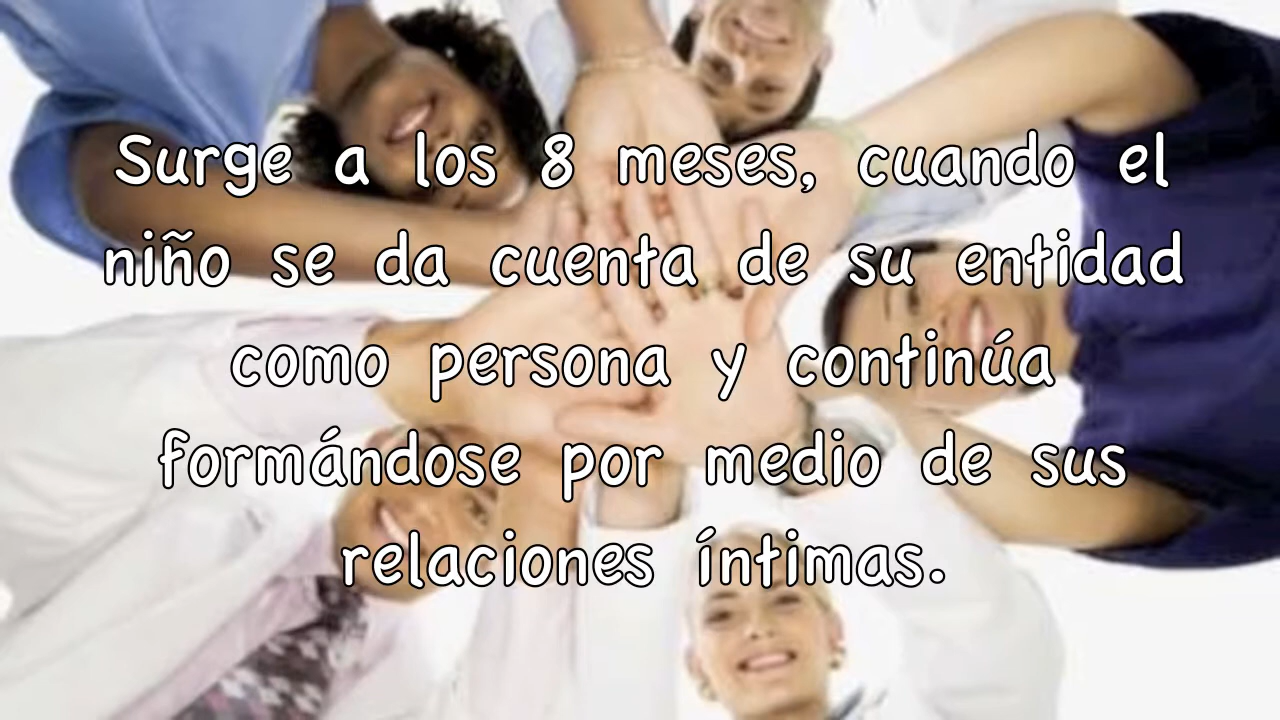 Surge a los 8 meses, cuando el
niño se da cuenta de su entidad
como persona y continúa
formándose por medio de sus
relaciones íntimas.